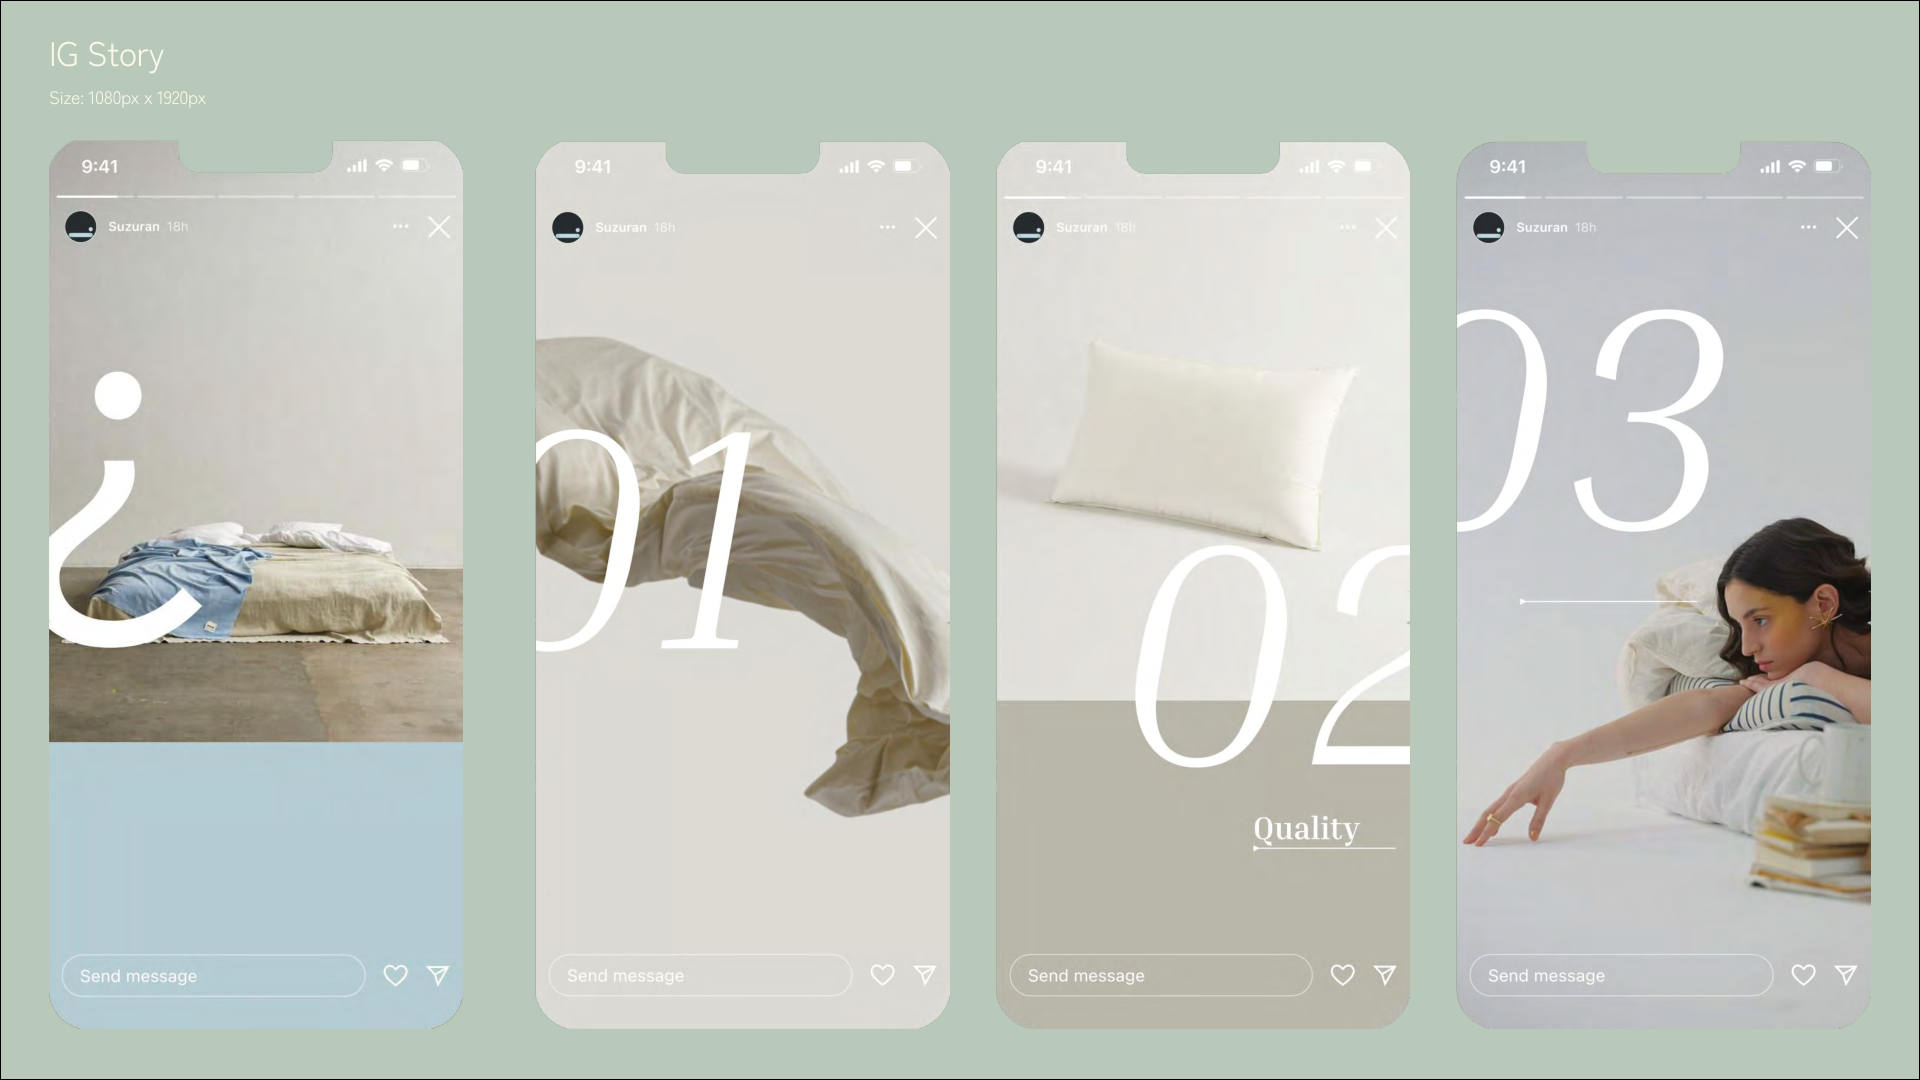 IG Story
Size: 1080px x 1920px
9:41
Suzuran 18h
¿
Send message
9:41
Suzuran 18h
01
Send message
9:41
Suzuran 18h
02
Quality
Send message
9:41
Suzuran 18h
03
Send message